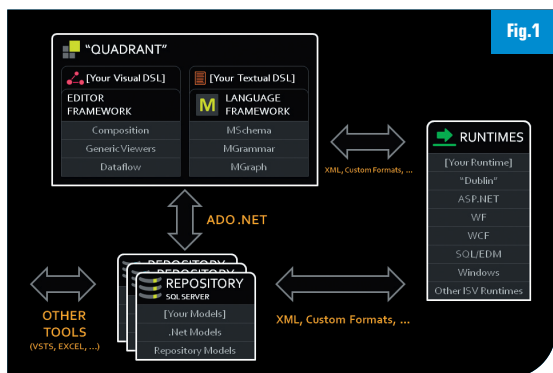 Fig.1
"QUADRANT"
[Your Visual DSL]
EDITOR
FRAMEWORK
Composition
Generic Viewers
Dataflow
[Your Textual DSL]
M
LANGUAGE
FRAMEWORK
MSchema
MGrammar
MGraph
XML, Custom Formats, ...
RUNTIMES
[Your Runtime]
"Dublin"
ASP.NET
WF
WCF
SQL/EDM
Windows
Other ISV Runtimes
ADO.NET
REPOSITORY
REPOSITORY
REPOSITORY
SQL SERVER
[Your Models]
.Net Models
Repository Models
OTHER
TOOLS
(VSTS, EXCEL, ...)
XML, Custom Formats, ...